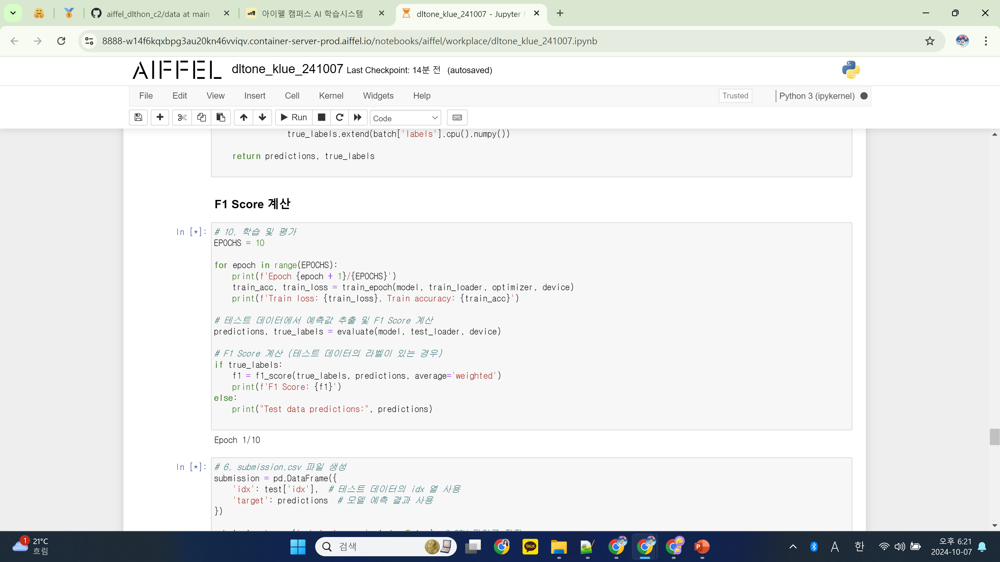 aiffel_dlthon_c2/data at main
아이펠
아이펠 캠퍼스 AI 학습시스템
dltone_klue_241007 - Jupyter
8888-w14f6kqxbpg3au20kn46vviqv.container-server-prod.aiffel.io/notebooks/aiffel/workplace/dltone_klue_241007.ipynb
AIFFEL dltone_klue_241007 Last Checkpoint: 14분 전 (autosaved)
File Edit View Insert Cell Kernel Widgets Help Trusted Python 3 (ipykernel)
Run Code
true_labels.extend(batch['labels'].cpu().numpy())
return predictions, true_labels
F1 Score 계산
In [*]: # 10. 학습 및 평가
EPOCHS = 10
for epoch in range(EPOCHS):
print(f'Epoch {epoch + 1}/{EPOCHS}')
train_acc, train_loss = train_epoch(model, train_loader, optimizer, device)
print(f'Train loss: {train_loss}, Train accuracy: {train_acc}')
# 테스트 데이터에서 예측값 추출 및 F1 Score 계산
predictions, true_labels = evaluate(model, test_loader, device)
# F1 Score 계산 (테스트 데이터의 라벨이 있는 경우)
if true_labels:
f1 = f1_score(true_labels, predictions, average='weighted')
print(f'F1 Score: {f1}')
else:
print("Test data predictions:", predictions)
Epoch 1/10
In [*]: # 6. submission.csv 파일 생성
submission = pd.DataFrame({
'idx': test['idx'], # 테스트 데이터의 idx 열 사용
'target': predictions # 모델 예측 결과 사용
})
1
21°C
흐림
검색
TALK
P
A
한
오후 6:21
2024-10-07